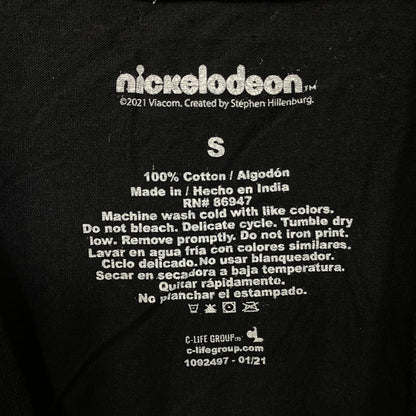 nickelodeon™
©2021 Viacom. Created by Stephen Hillenburg.
S
100% Cotton / Algodón
Made in / Hecho en India
RN# 86947
Machine wash cold with like colors.
Do not bleach. Delicate cycle. Tumble dry
low. Remove promptly. Do not iron print.
Lavar en agua fría con colores similares.
Ciclo delicado. No usar blanqueador.
Secar en secadora a baja temperatura.
Quitar rápidamente.
No planchar el estampado.
C-LIFE GROUP
c-lifegroup.com
1092497 - 01/21